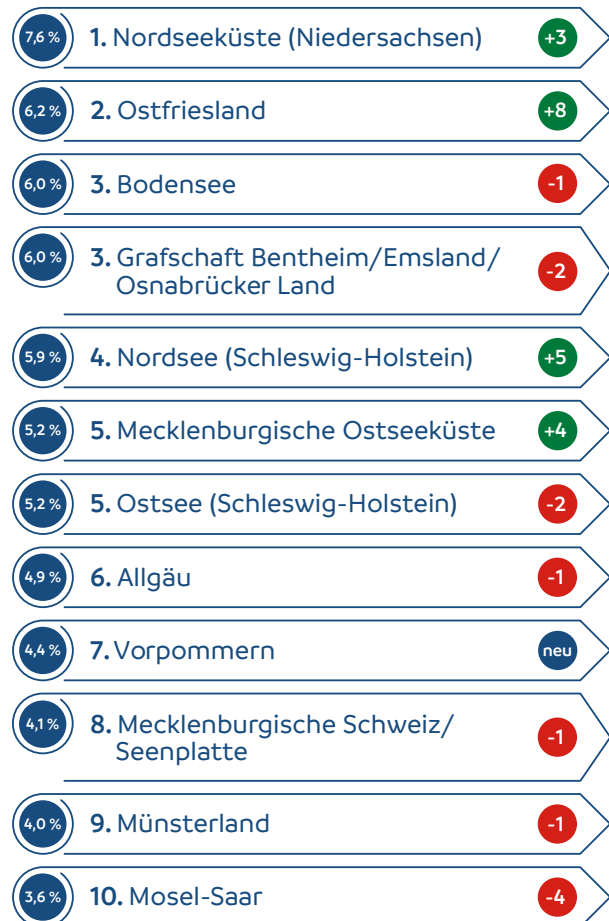 7,6 % 1. Nordseeküste (Niedersachsen) +3
6,2 % 2. Ostfriesland +8
6,0 % 3. Bodensee -1
6,0 % 3. Grafschaft Bentheim/Emsland/ -2
Osnabrücker Land
5,9 % 4. Nordsee (Schleswig-Holstein) +5
5,2 % 5. Mecklenburgische Ostseeküste +4
5,2 % 5. Ostsee (Schleswig-Holstein) -2
4,9 % 6. Allgäu -1
4,4 % 7. Vorpommern neu
4,1 % 8. Mecklenburgische Schweiz/ -1
Seenplatte
4,0 % 9. Münsterland -1
3,6 % 10. Mosel-Saar -4